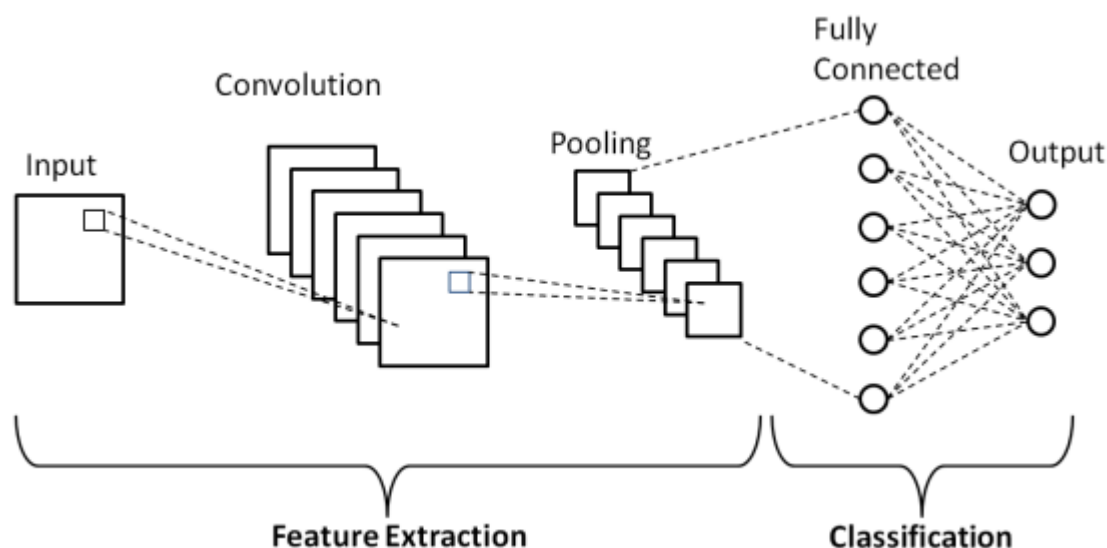 Input
Convolution
Pooling
Fully
Connected
Output
Feature Extraction
Classification